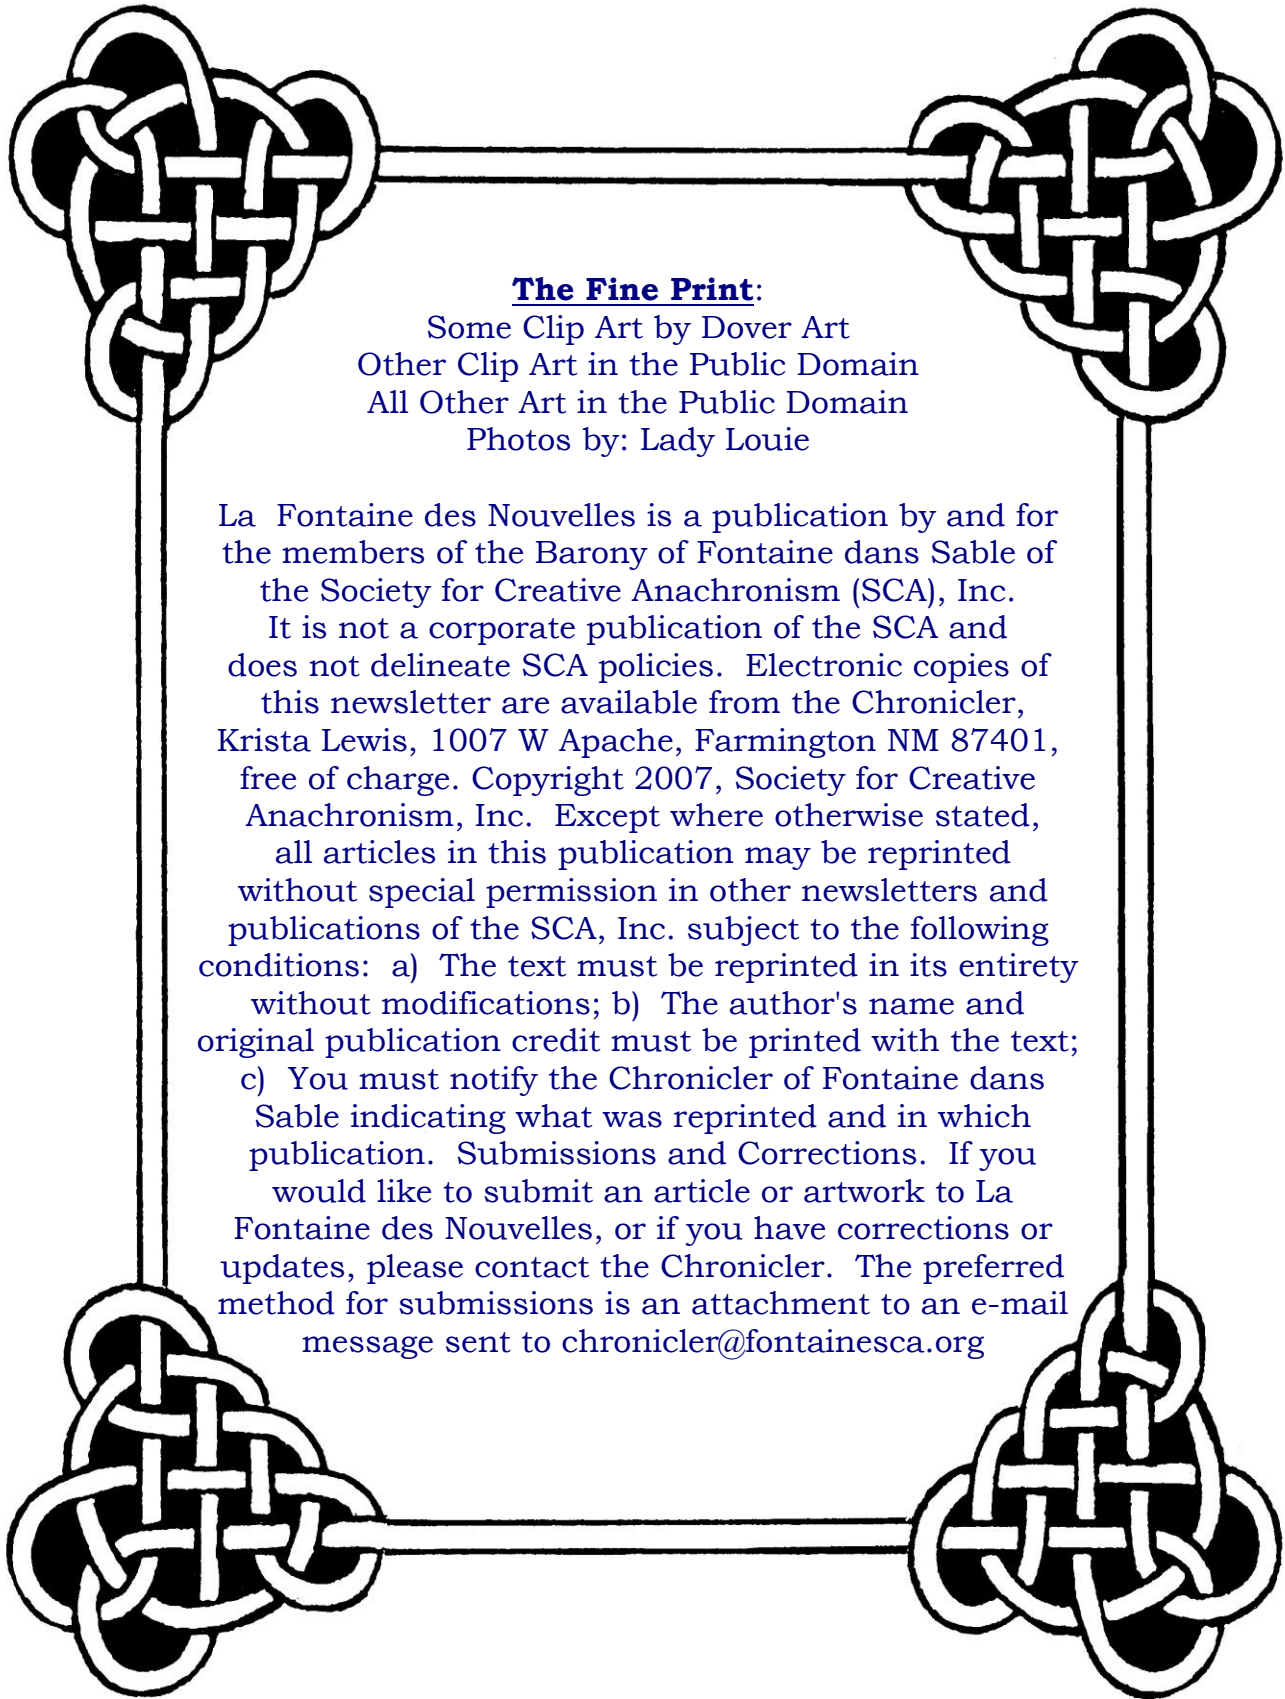 The Fine Print:
Some Clip Art by Dover Art
Other Clip Art in the Public Domain
All Other Art in the Public Domain
Photos by: Lady Louie
La  Fontaine des Nouvelles is a publication by and for
the members of the Barony of Fontaine dans Sable of
the Society for Creative Anachronism (SCA), Inc.
It is not a corporate publication of the SCA and
does not delineate SCA policies.  Electronic copies of
this newsletter are available from the Chronicler,
Krista Lewis, 1007 W Apache, Farmington NM 87401,
free of charge. Copyright 2007, Society for Creative
Anachronism, Inc.  Except where otherwise stated,
all articles in this publication may be reprinted
without special permission in other newsletters and
publications of the SCA, Inc. subject to the following
conditions:  a)  The text must be reprinted in its entirety
without modifications; b)  The author's name and
original publication credit must be printed with the text;
c)  You must notify the Chronicler of Fontaine dans
Sable indicating what was reprinted and in which
publication.  Submissions and Corrections.  If you
would like to submit an article or artwork to La
Fontaine des Nouvelles, or if you have corrections or
updates, please contact the Chronicler.  The preferred
method for submissions is an attachment to an e-mail
message sent to chronicler@fontainesca.org